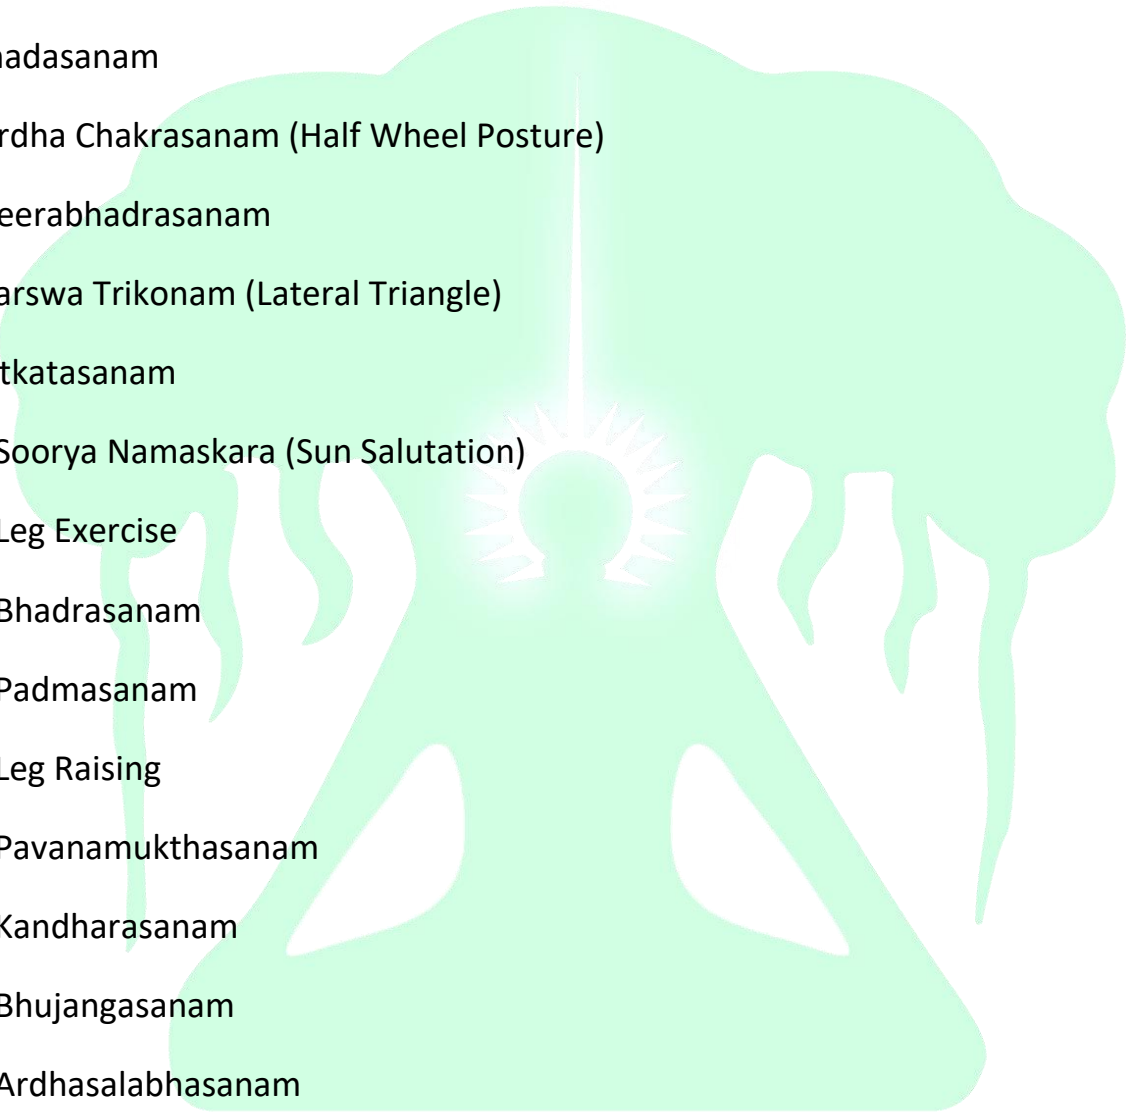 adasanam
rdha Chakrasanam (Half Wheel Posture)
eerabhadrasanam
arswa Trikonam (Lateral Triangle)
tkatasanam
Soorya Namaskara (Sun Salutation)
Leg Exercise
Bhadrasanam
Padmasanam
Leg Raising
Pavanamukthasanam
Kandharasanam
Bhujangasanam
Ardhasalabhasanam